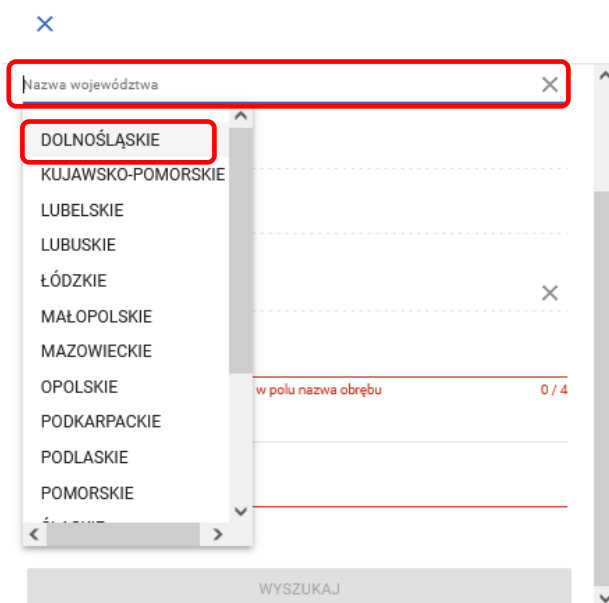 Nazwa województwa
DOLNOŚLĄSKIE
KUJAWSKO-POMORSKIE
LUBELSKIE
LUBUSKIE
ŁÓDZKIE
MAŁOPOLSKIE
MAZOWIECKIE
OPOLSKIE
w polu nazwa obrębu 0 / 4
PODKARPACKIE
PODLASKIE
POMORSKIE
WYSZUKAJ